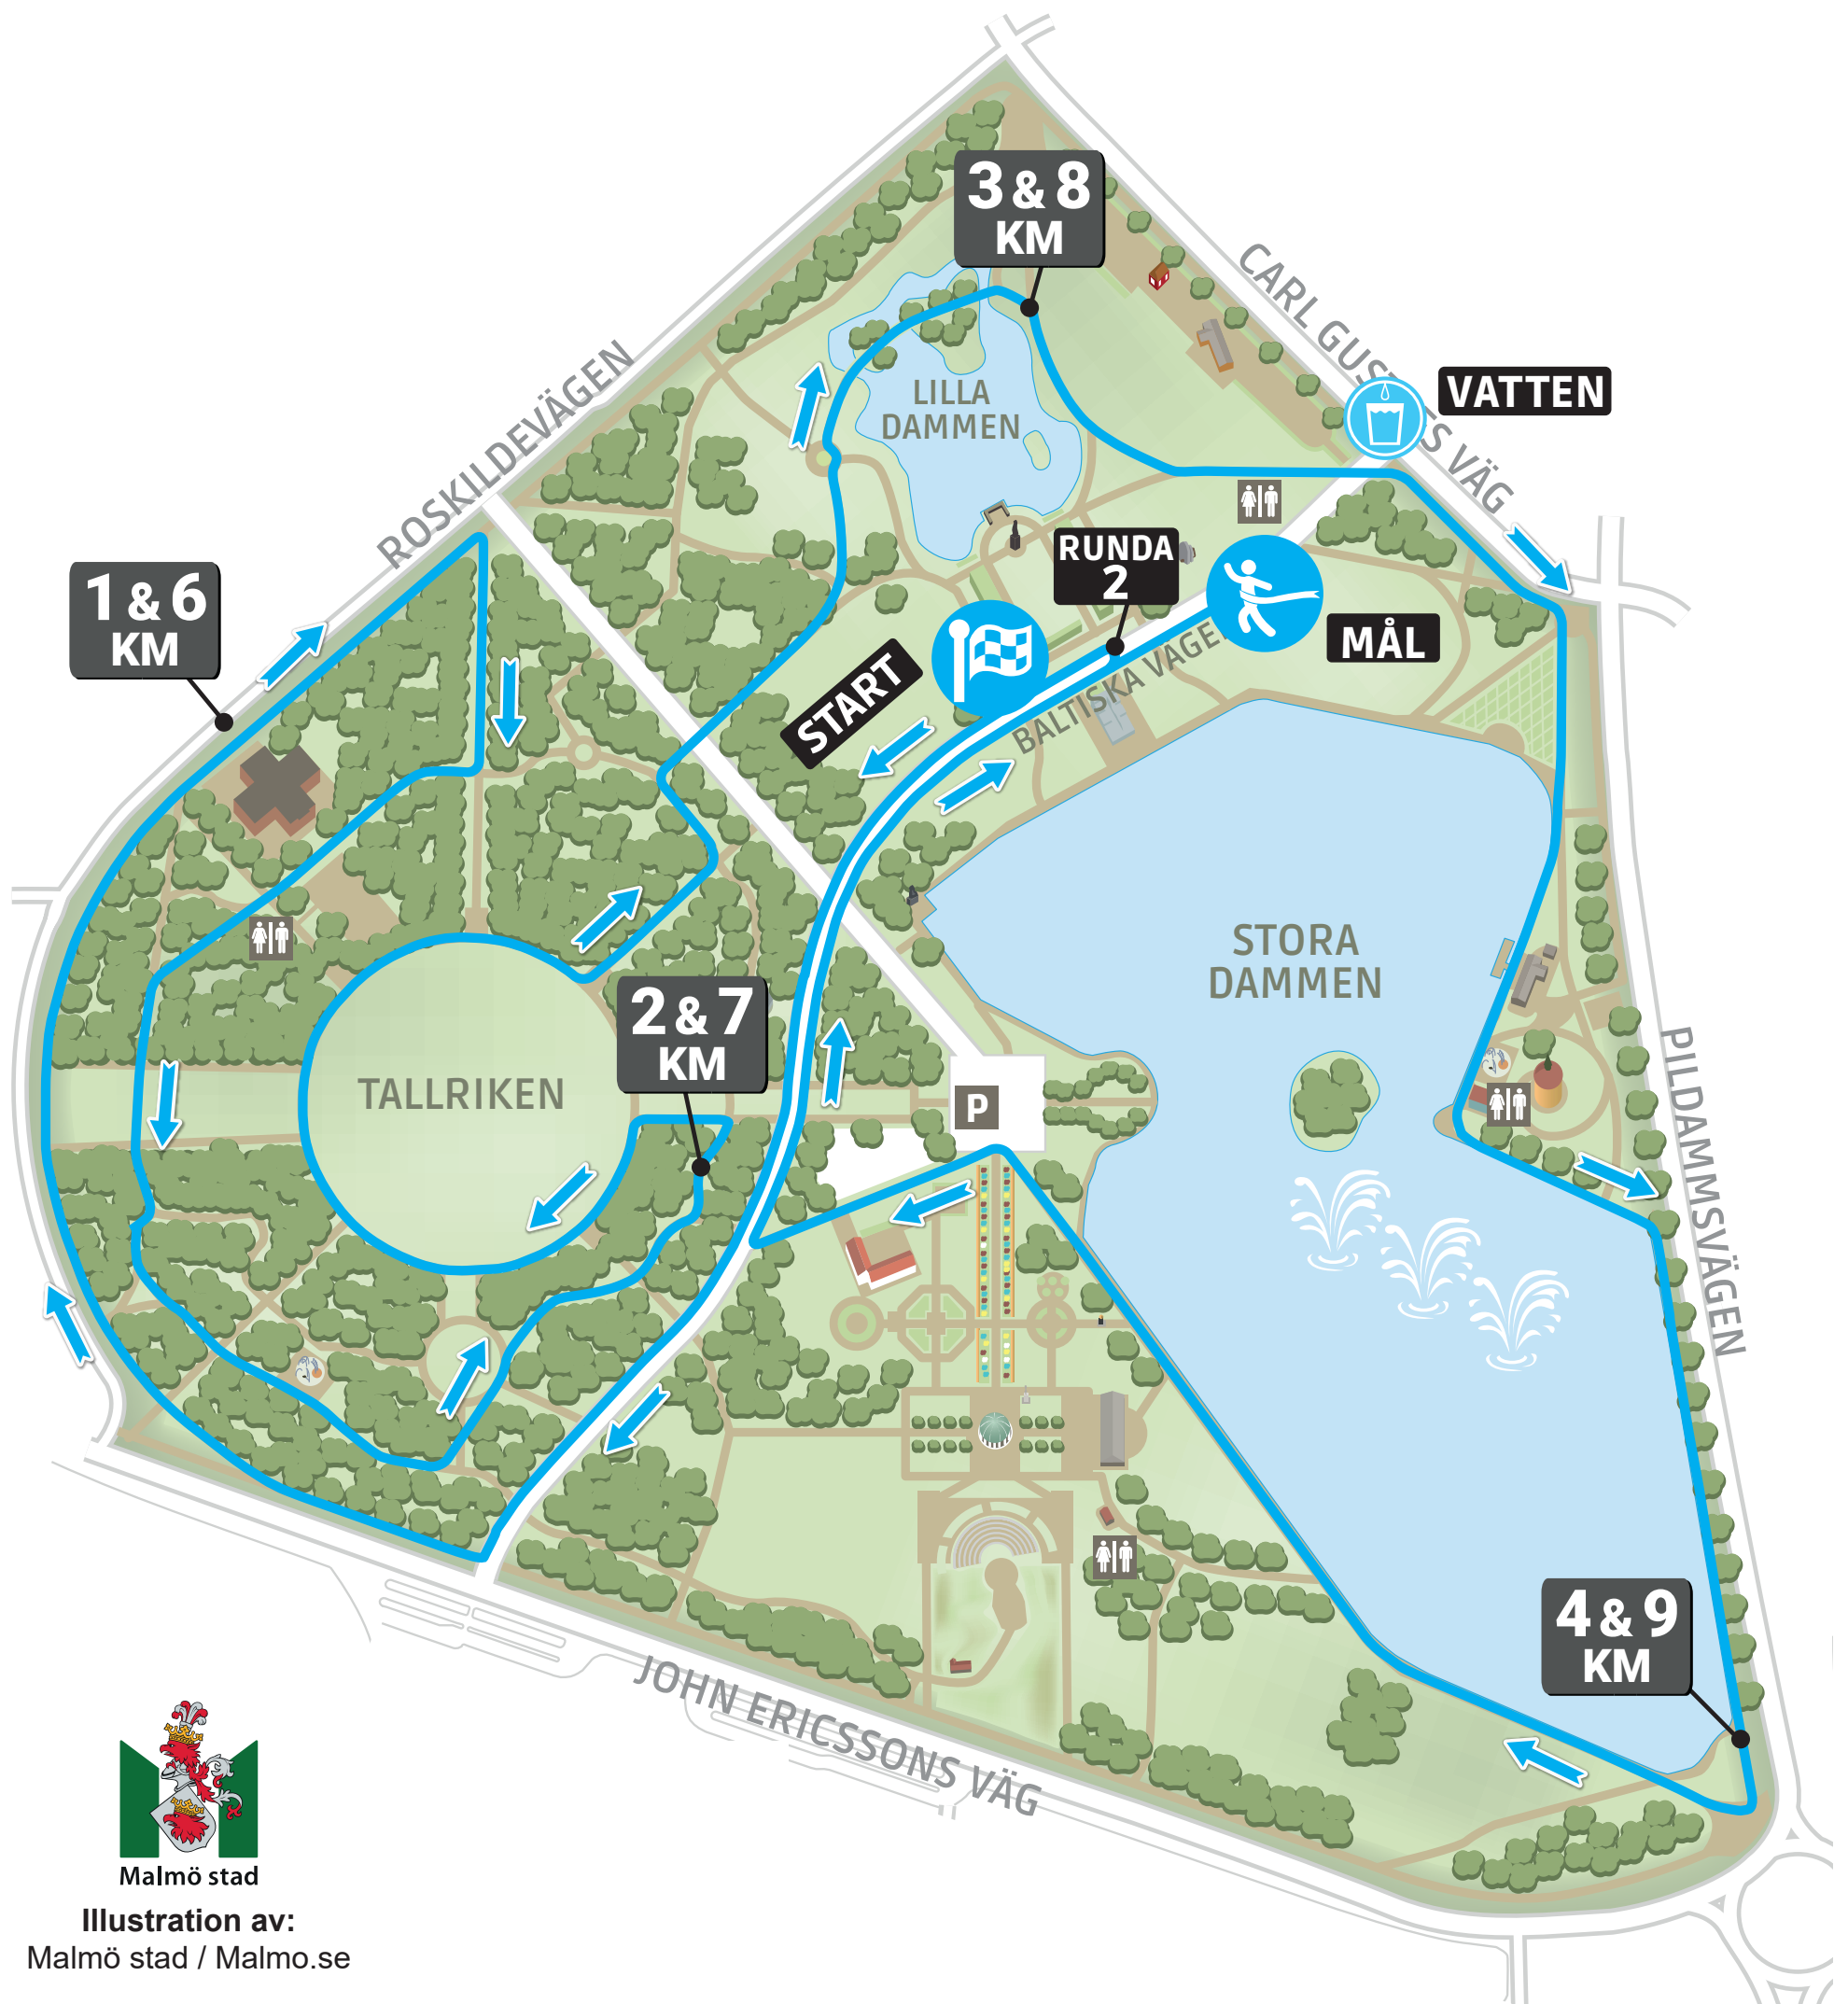 3 & 8
KM
CARL GUSTAFS VÄG
VATTEN
LILLA
DAMMEN
ROSKILDEVÄGEN
RUNDA
2
1 & 6
KM
MÅL
START
BALTISKA VÄGEN
STORA
DAMMEN
2 & 7
KM
TALLRIKEN
P
PILDAMMSVÄGEN
4 & 9
KM
JOHN ERICSSONS VÄG
Malmö stad
Illustration av:
Malmö stad / Malmo.se